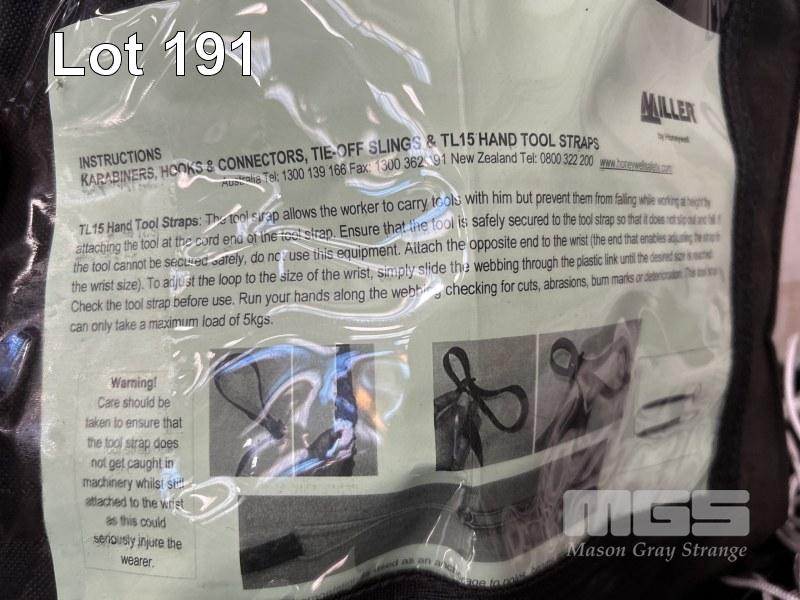 Lot 191
MILLER
by Honeywell
INSTRUCTIONS
KARABINERS, HOOKS & CONNECTORS, TIE-OFF SLINGS & TL15 HAND TOOL STRAPS
Australia Tel: 1300 139 166 Fax: 1300 362 491 New Zealand Tel: 0800 322 200 www.honeywellsafety.com
TL15 Hand Tool Straps: The tool strap allows the worker to carry tools with him but prevent them from falling while working at height by
attaching the tool at the cord end of the tool strap. Ensure that the tool is safely secured to the tool strap so that it does not slip out and fall. If
the tool cannot be secured safely, do not use this equipment. Attach the opposite end to the wrist (the end that enables adjusting the strap to
the wrist size). To adjust the loop to the size of the wrist, simply slide the webbing through the plastic link until the desired size is reached.
Check the tool strap before use. Run your hands along the webbing checking for cuts, abrasions, burn marks or deterioration. This tool strap
can only take a maximum load of 5kgs.
Warning!
Care should be
taken to ensure that
the tool strap does
not get caught in
machinery whilst still
attached to the wrist
as this could
seriously injure the
wearer.
is used as an anchorage to
MGS
Mason Gray Strange